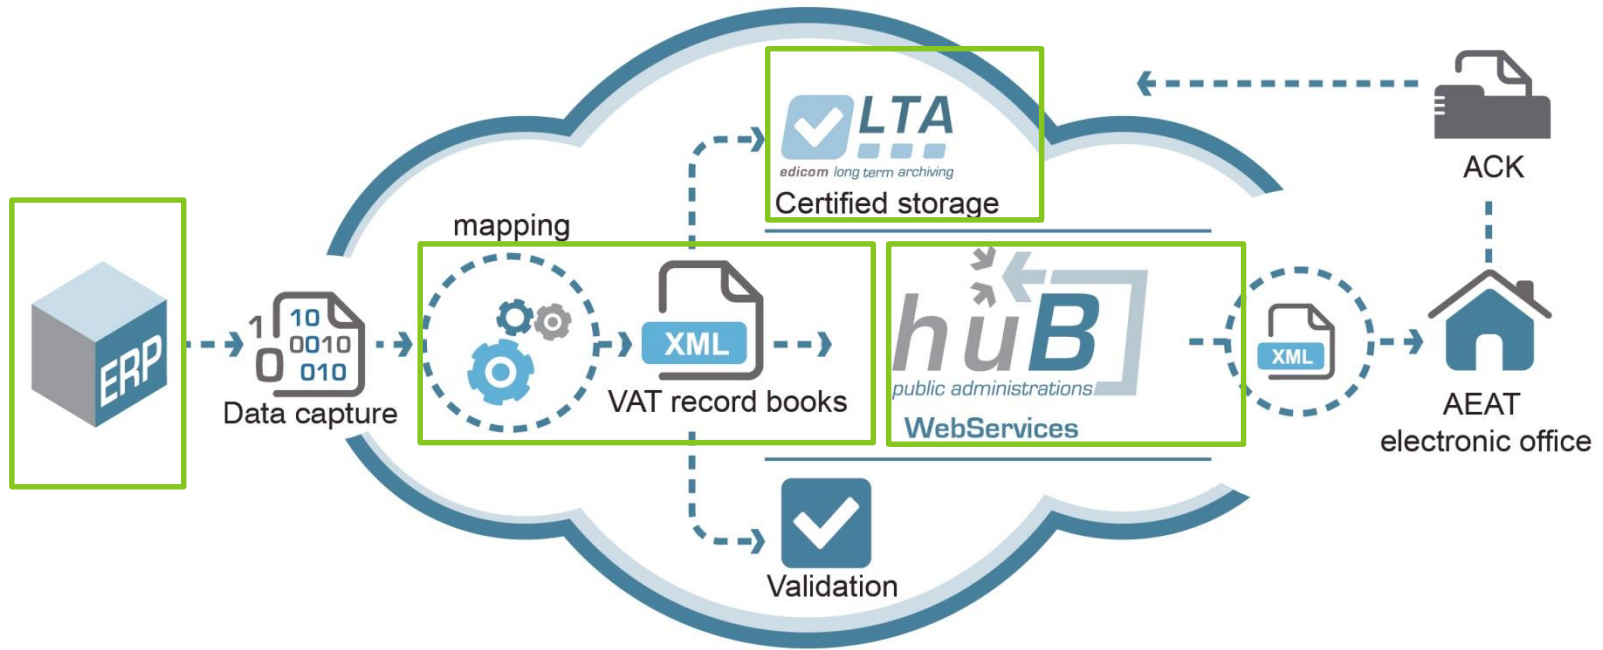 LTA
edicom long term archiving
Certified storage
ACK
mapping
ERP
1 10
0010
0 010
Data capture
XML
VAT record books
huB
public administrations
WebServices
XML
AEAT
electronic office
Validation